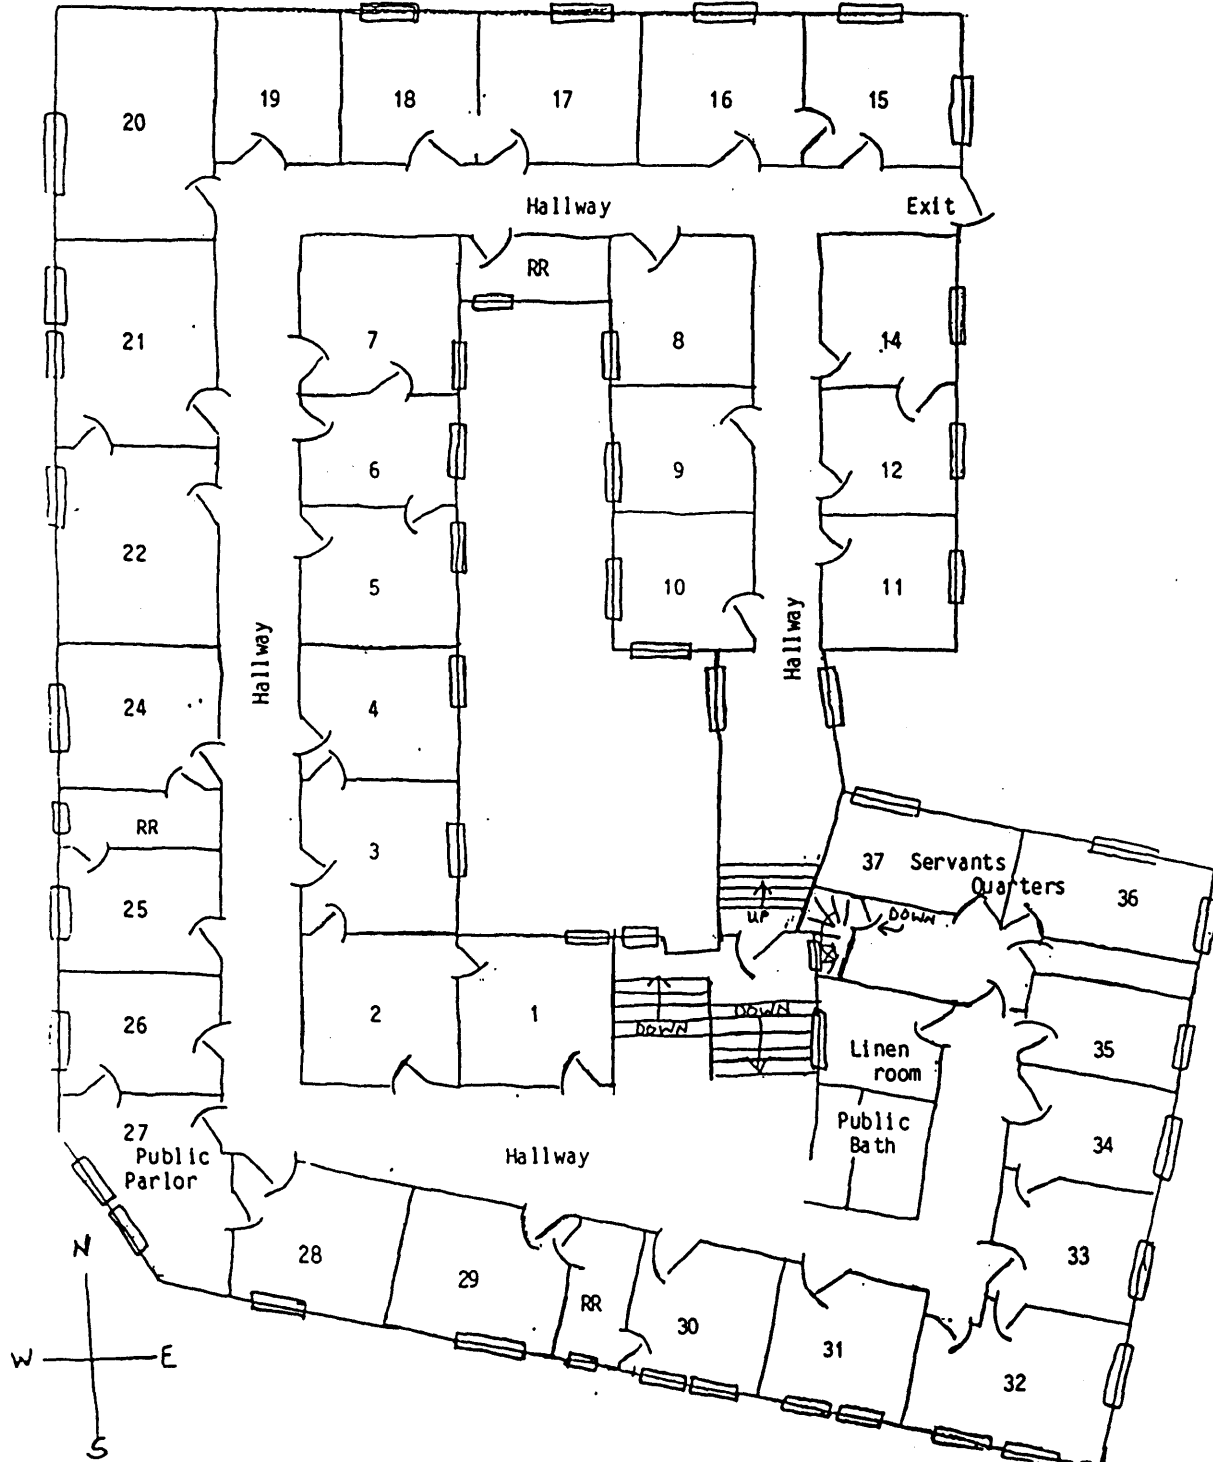 20
19
18
17
16
15
Hallway
Exit
RR
21
7
8
14
6
9
12
22
5
10
11
Hallway
Hallway
24
4
RR
3
25
37 Servants
Quarters
36
UP
DOWN
26
2
1
DOWN
DOWN
Linen
room
35
27
Public
Parlor
Hallway
Public
Bath
34
28
29
RR
30
31
33
32
N
W E
S